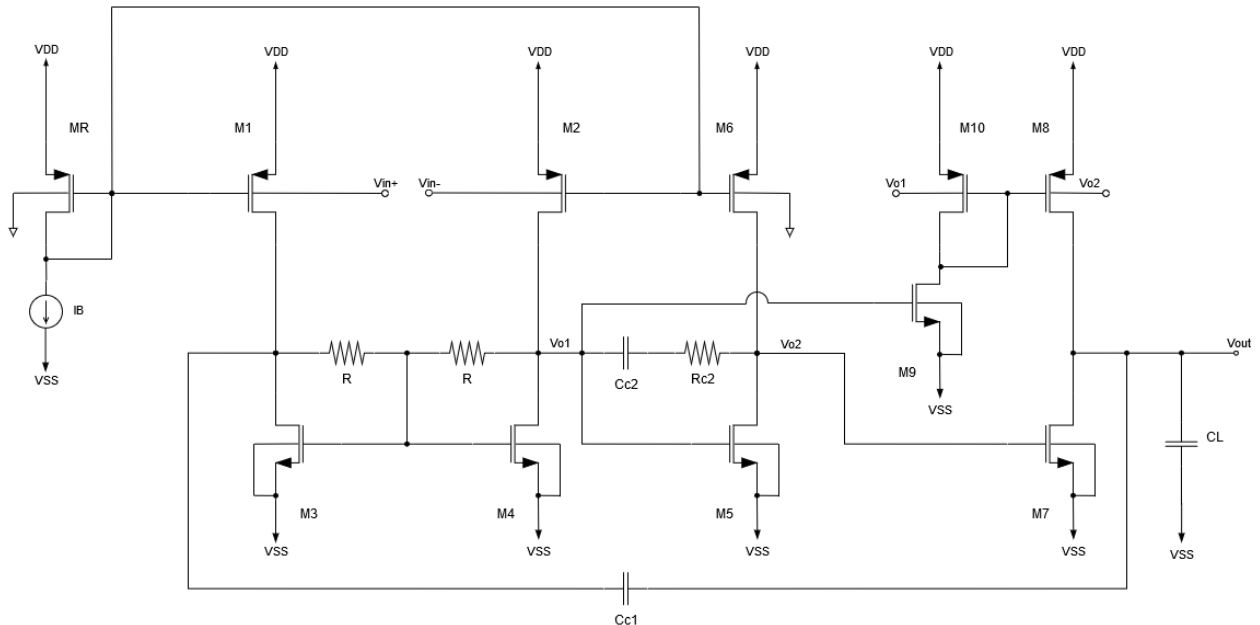 VDD
VDD
VDD
VDD
VDD
VDD
MR
M1
M2
M6
M10
M8
Vin+
Vin-
Vo1
Vo2
IB
M9
Vo1
Vo2
Vout
R
R
Cc2
Rc2
VSS
VSS
CL
M3
M4
M5
M7
VSS
VSS
VSS
VSS
VSS
Cc1